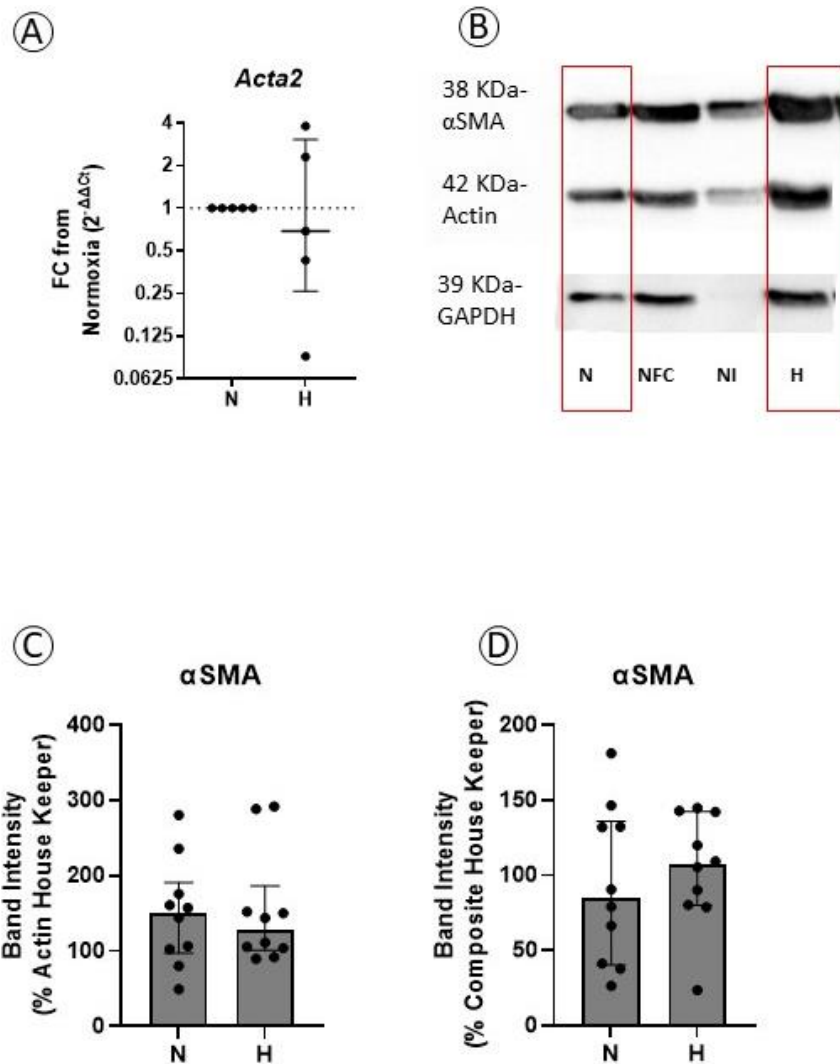 A
Acta2
4
2
1
0.5
0.25
0.125
0.0625
FC from
Normoxia (2^-ΔΔCt)
N H
B
38 KDa-
αSMA
42 KDa-
Actin
39 KDa-
GAPDH
N NFC NI H
C
αSMA
400
300
200
100
0
Band Intensity
(% Actin House Keeper)
N H
D
αSMA
200
150
100
50
0
Band Intensity
(% Composite House Keeper)
N H